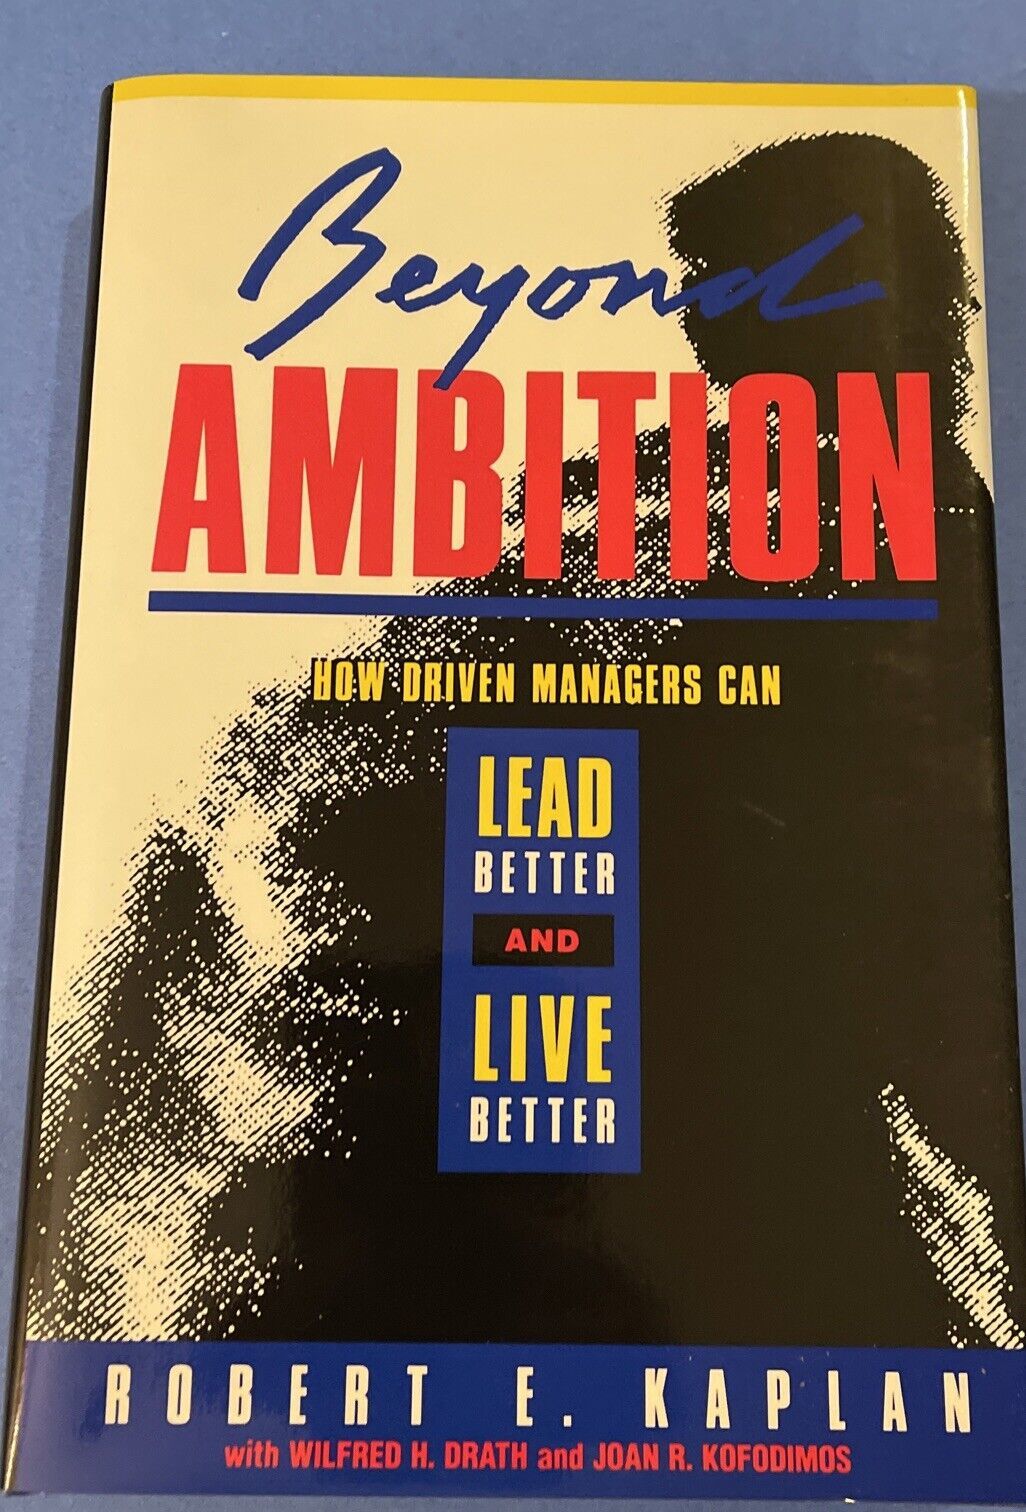 Beyond
AMBITION
HOW DRIVEN MANAGERS CAN
LEAD
BETTER
AND
LIVE
BETTER
ROBERT E. KAPLAN
with WILFRED H. DRATH and JOAN R. KOFODIMOS